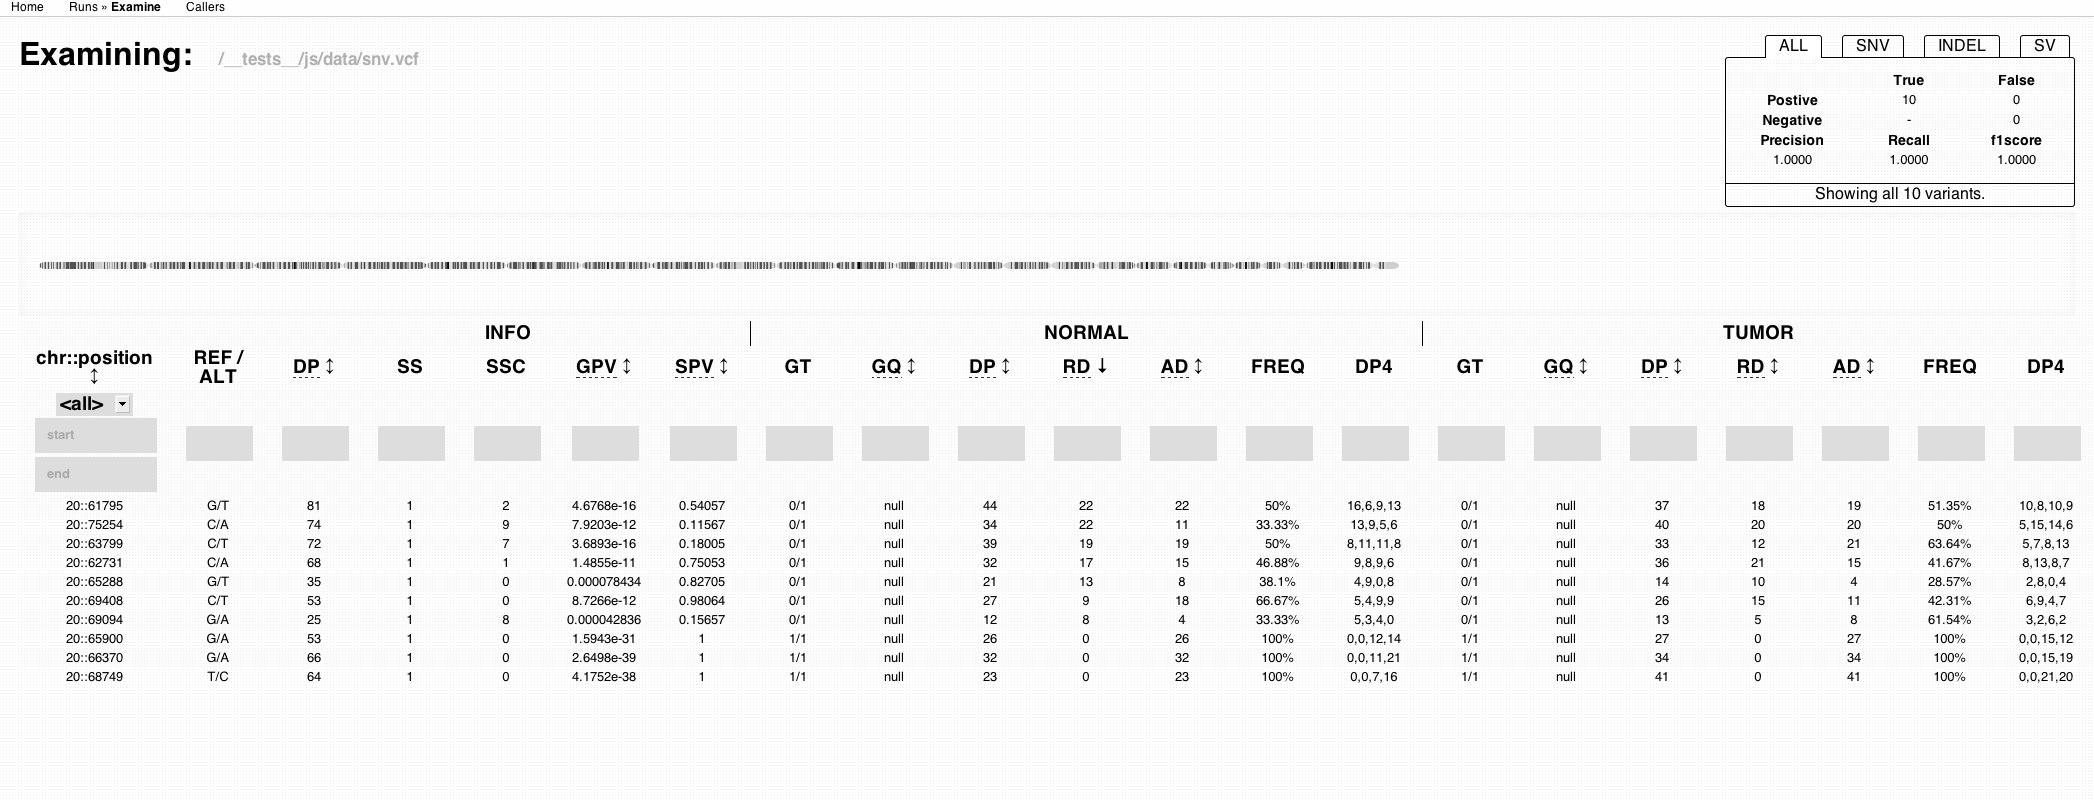 Home Runs » Examine Callers
Examining: /__tests__/js/data/snv.vcf
ALL SNV INDEL SV
True False
Postive 10 0
Negative - 0
Precision Recall f1score
1.0000 1.0000 1.0000
Showing all 10 variants.
INFO NORMAL TUMOR
chr::position ↕ REF / ALT DP ↕ SS SSC GPV ↕ SPV ↕ GT GQ ↕ DP ↕ RD ↓ AD ↕ FREQ DP4 GT GQ ↕ DP ↕ RD ↕ AD ↕ FREQ DP4
<all>
start
end
20::61795 G/T 81 1 2 4.6768e-16 0.54057 0/1 null 44 22 22 50% 16,6,9,13 0/1 null 37 18 19 51.35% 10,8,10,9
20::75254 C/A 74 1 9 7.9203e-12 0.11567 0/1 null 34 22 11 33.33% 13,9,5,6 0/1 null 40 20 20 50% 5,15,14,6
20::63799 C/T 72 1 7 3.6893e-16 0.18005 0/1 null 39 19 19 50% 8,11,11,8 0/1 null 33 12 21 63.64% 5,7,8,13
20::62731 C/A 68 1 1 1.4855e-11 0.75053 0/1 null 32 17 15 46.88% 9,8,9,6 0/1 null 36 21 15 41.67% 8,13,8,7
20::65288 G/T 35 1 0 0.000078434 0.82705 0/1 null 21 13 8 38.1% 4,9,0,8 0/1 null 14 10 4 28.57% 2,8,0,4
20::69408 C/T 53 1 0 8.7266e-12 0.98064 0/1 null 27 9 18 66.67% 5,4,9,9 0/1 null 26 15 11 42.31% 6,9,4,7
20::69094 G/A 25 1 8 0.000042836 0.15657 0/1 null 12 8 4 33.33% 5,3,4,0 0/1 null 13 5 8 61.54% 3,2,6,2
20::65900 G/A 53 1 0 1.5943e-31 1 1/1 null 26 0 26 100% 0,0,12,14 1/1 null 27 0 27 100% 0,0,15,12
20::66370 G/A 66 1 0 2.6498e-39 1 1/1 null 32 0 32 100% 0,0,11,21 1/1 null 34 0 34 100% 0,0,15,19
20::68749 T/C 64 1 0 4.1752e-38 1 1/1 null 23 0 23 100% 0,0,7,16 1/1 null 41 0 41 100% 0,0,21,20